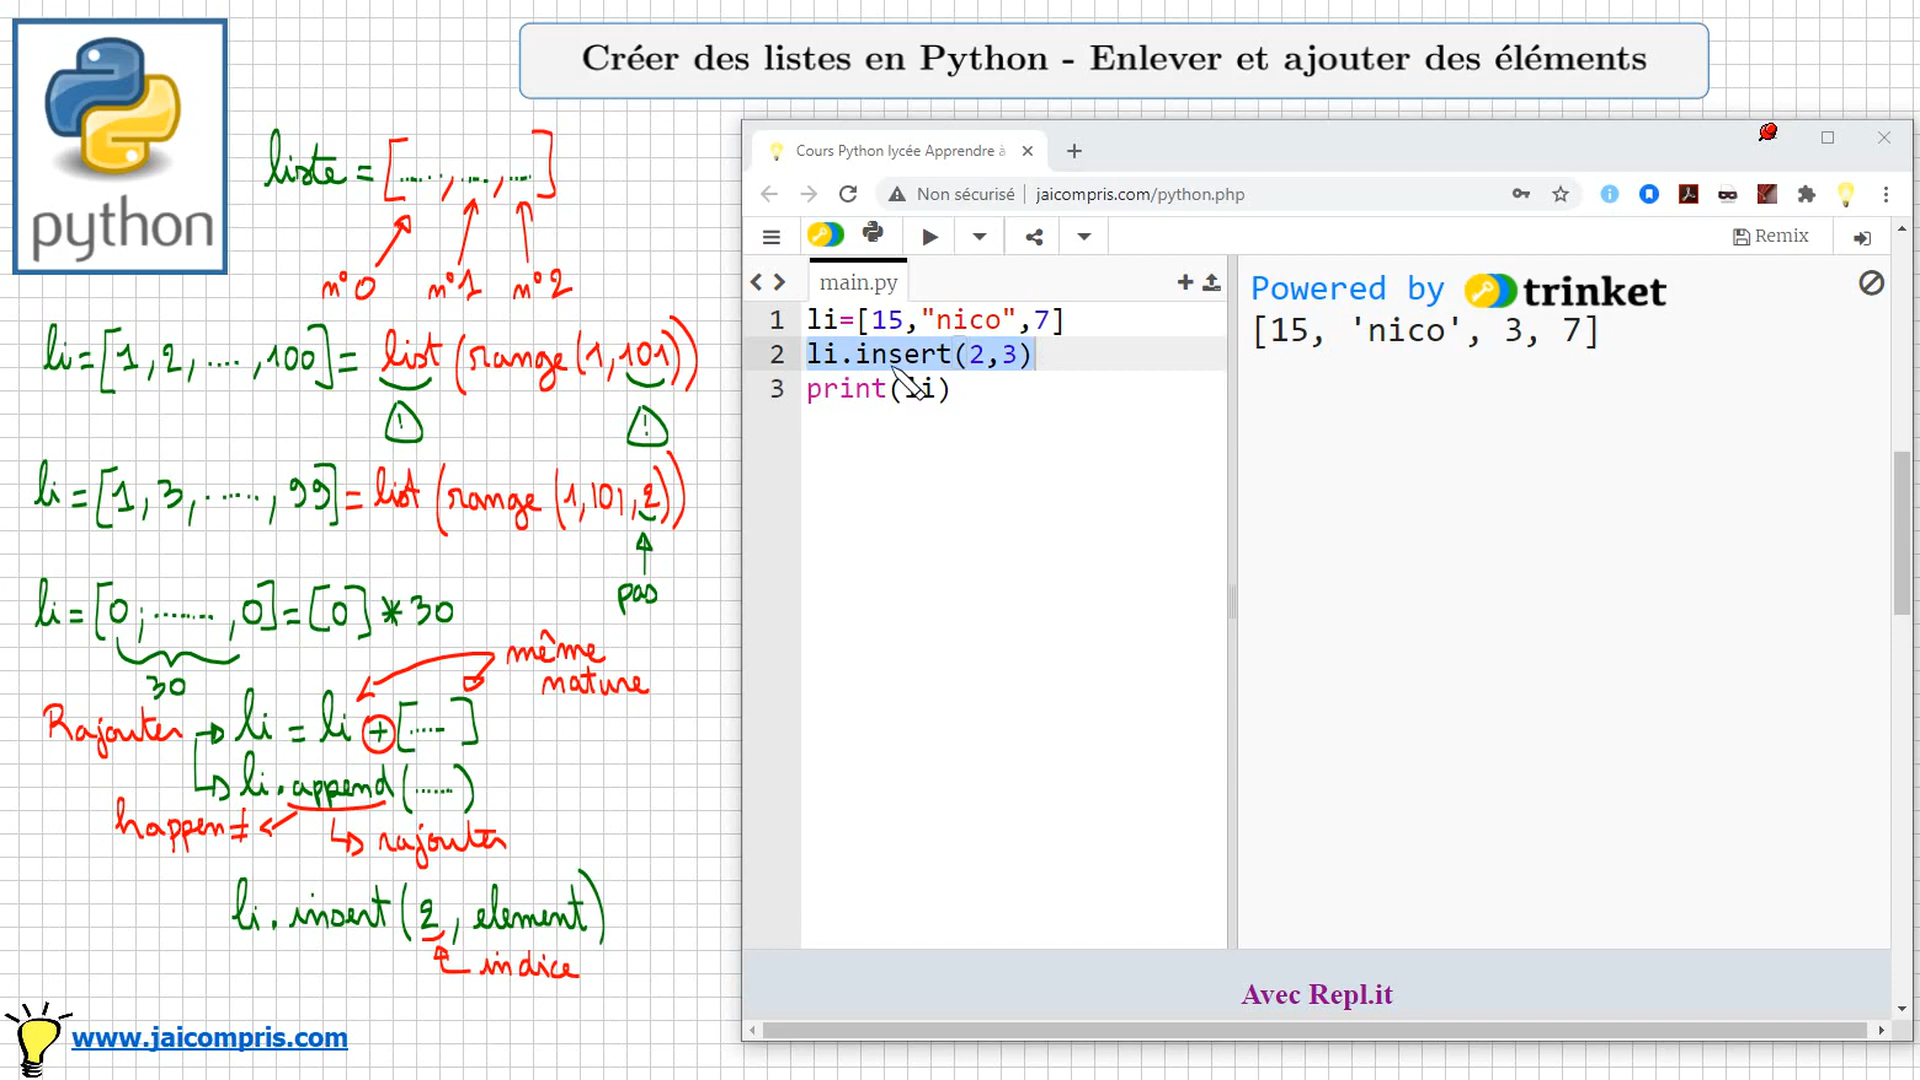 Créer des listes en Python - Enlever et ajouter des éléments
python
liste = [....., ...., ....]
n°0 n°1 n°2
li=[1,2,....,100]= list(range(1,101))
! !
li=[1,3,.....,99]=list(range(1,101,2))
pas
li=[0;.......,0]=[0]*30
30
même
nature
Rajouter → li = li + [....]
li.append(.....)
happen ≠
rajouter
li.insert(2, element)
indice
www.jaicompris.com
Cours Python lycée Apprendre à
Non sécurisé | jaicompris.com/python.php
Remix
main.py
1 li=[15,"nico",7]
2 li.insert(2,3)
3 print(li)
Powered by trinket
[15, 'nico', 3, 7]
Avec Repl.it